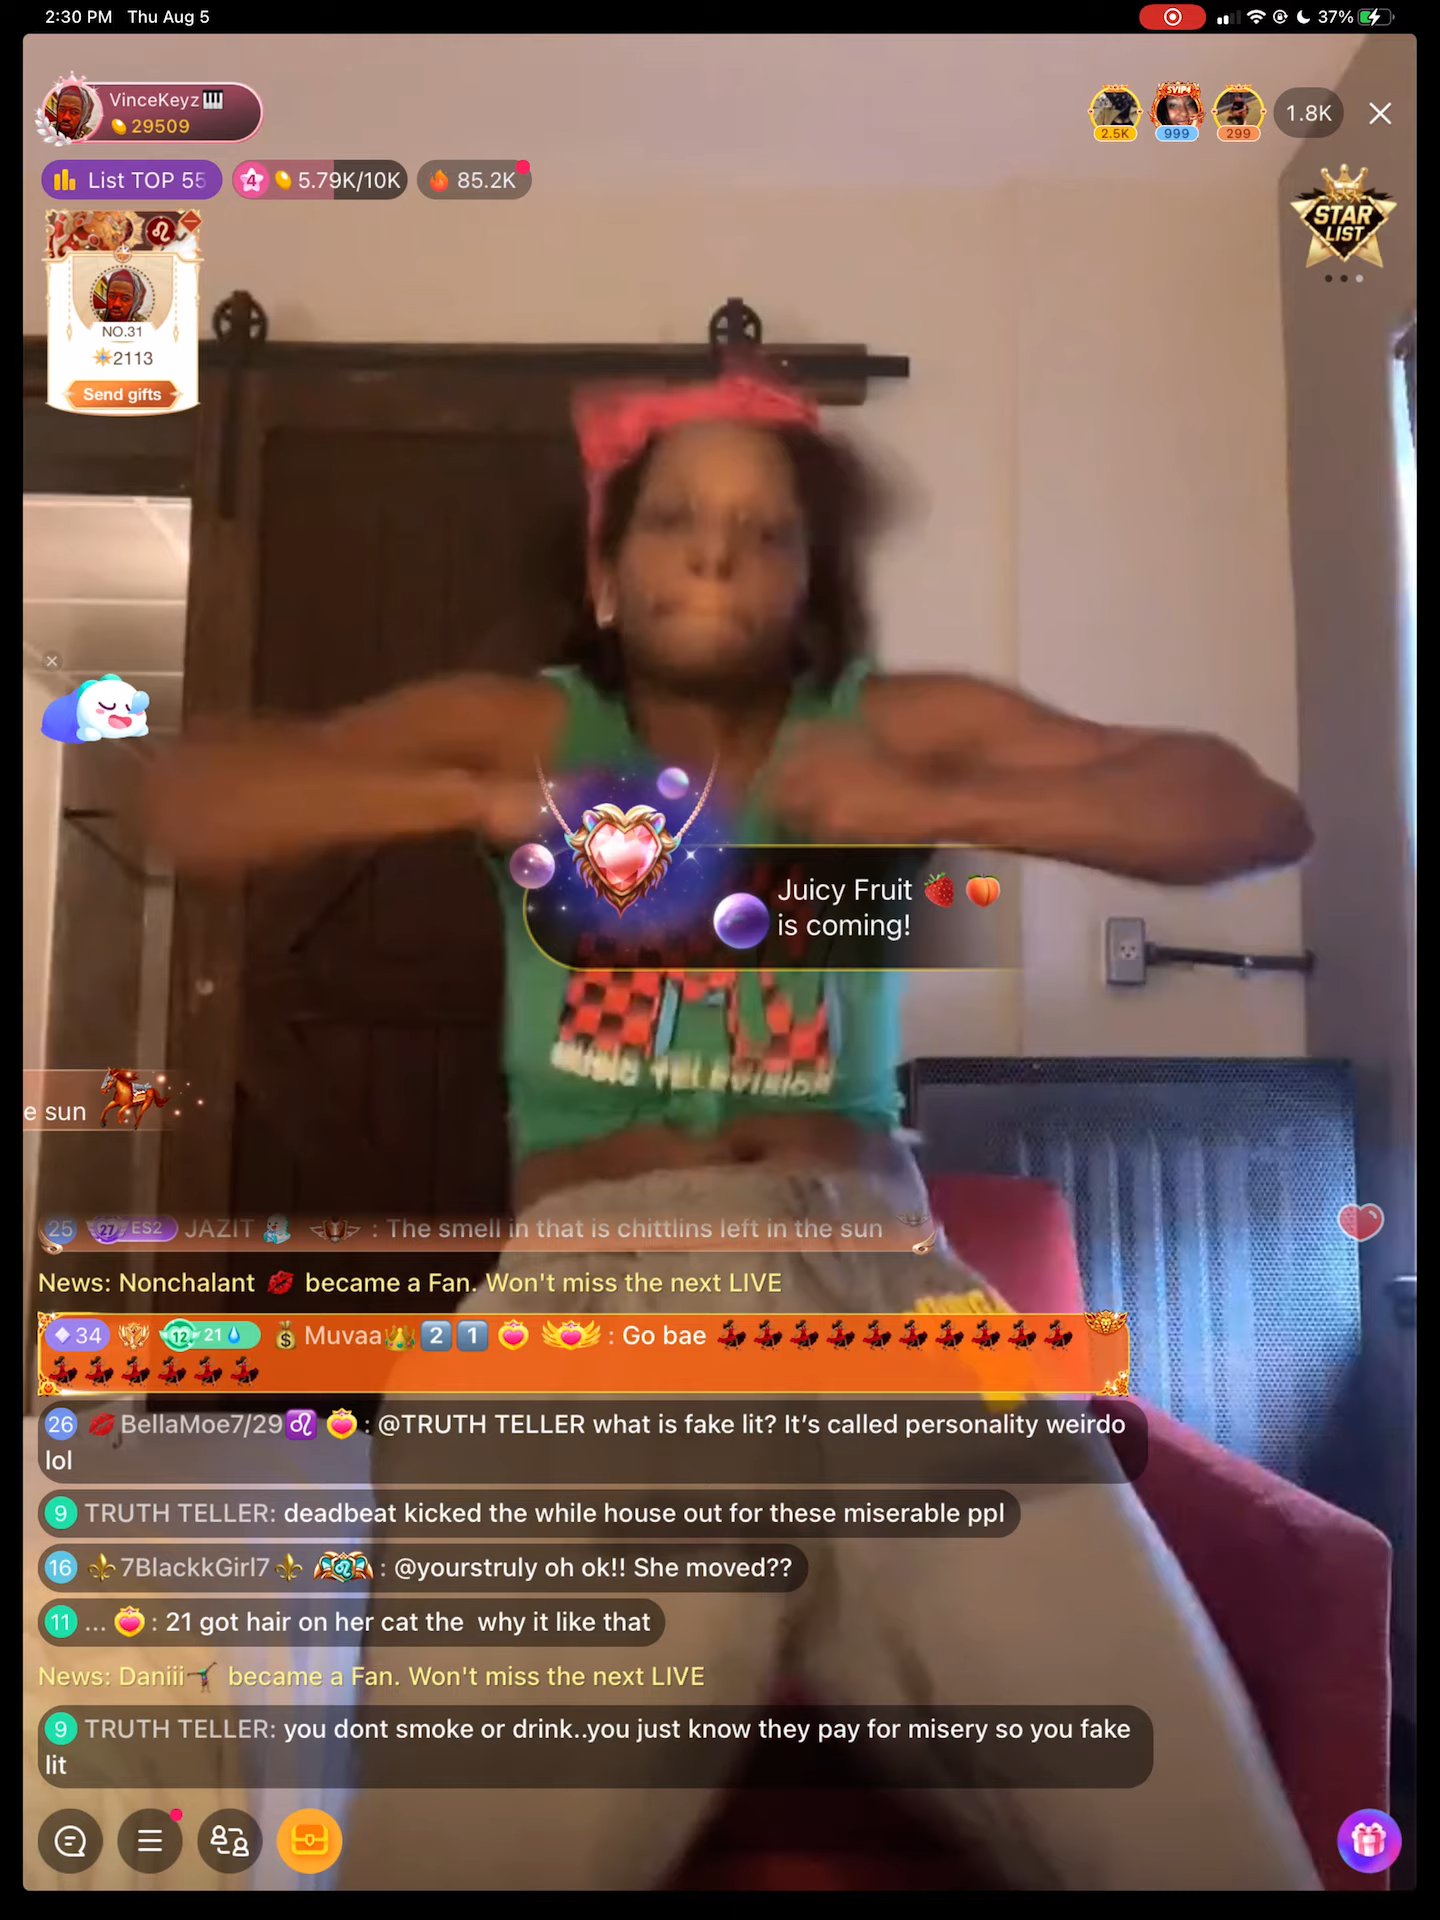 2:30 PM Thu Aug 5
37%
VinceKeyz
29509
SVIP4
2.5K 999 299
1.8K
List TOP 55
4 5.79K/10K
85.2K
STAR
LIST
NO.31
2113
Send gifts
Juicy Fruit
is coming!
MUSIC TELEVISION
e sun
25 27 ES2 JAZIT : The smell in that is chittlins left in the sun
News: Nonchalant 💋 became a Fan. Won't miss the next LIVE
34 12 21 💰 Muvaa 2 1 : Go bae 💃💃💃💃💃💃💃💃💃💃
💃💃💃💃💃💃
26 💋 BellaMoe7/29♌ : @TRUTH TELLER what is fake lit? It’s called personality weirdo
lol
9 TRUTH TELLER: deadbeat kicked the while house out for these miserable ppl
16 ⚜7BlackkGirl7⚜ : @yourstruly oh ok!! She moved??
11 ... : 21 got hair on her cat the why it like that
News: Daniii became a Fan. Won't miss the next LIVE
9 TRUTH TELLER: you dont smoke or drink..you just know they pay for misery so you fake
lit